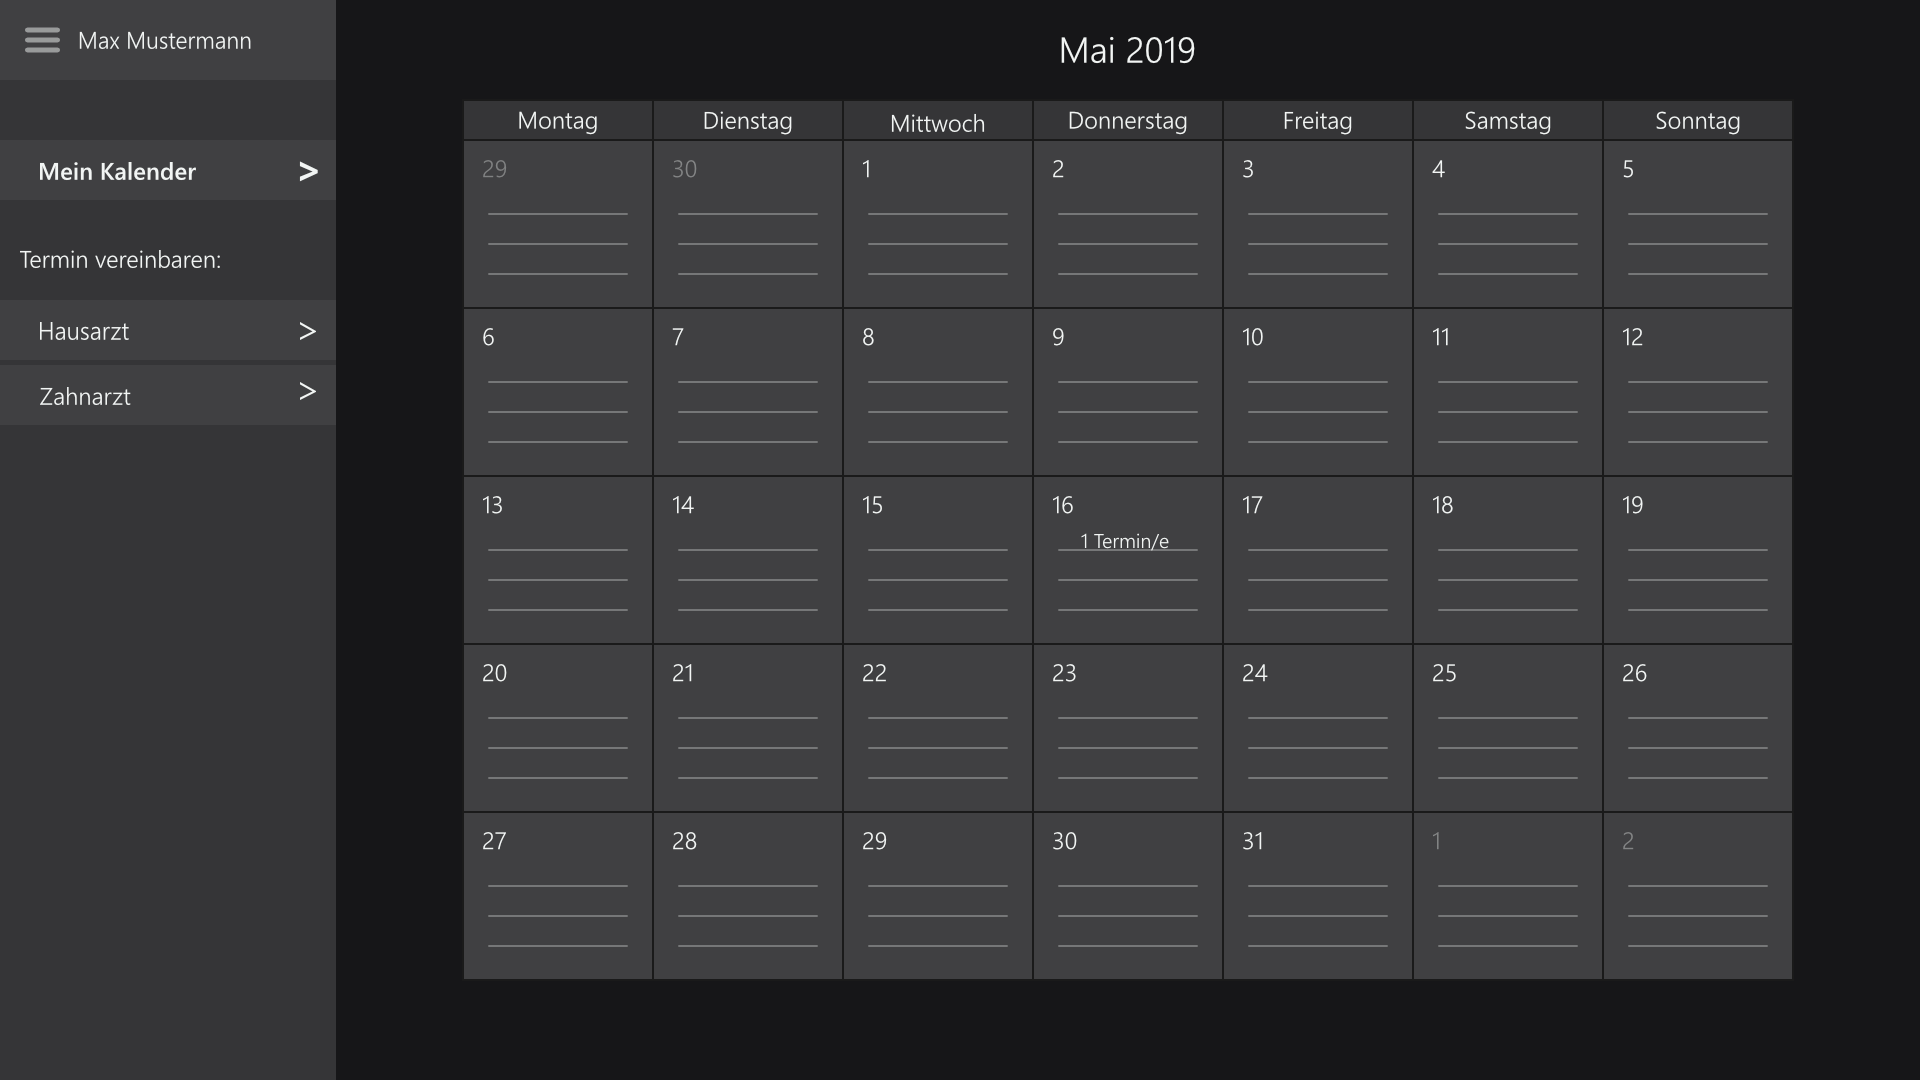 Max Mustermann
Mein Kalender >
Termin vereinbaren:
Hausarzt >
Zahnarzt >
Mai 2019
Montag Dienstag Mittwoch Donnerstag Freitag Samstag Sonntag
29 30 1 2 3 4 5
6 7 8 9 10 11 12
13 14 15 16 17 18 19
1 Termin/e
20 21 22 23 24 25 26
27 28 29 30 31 1 2